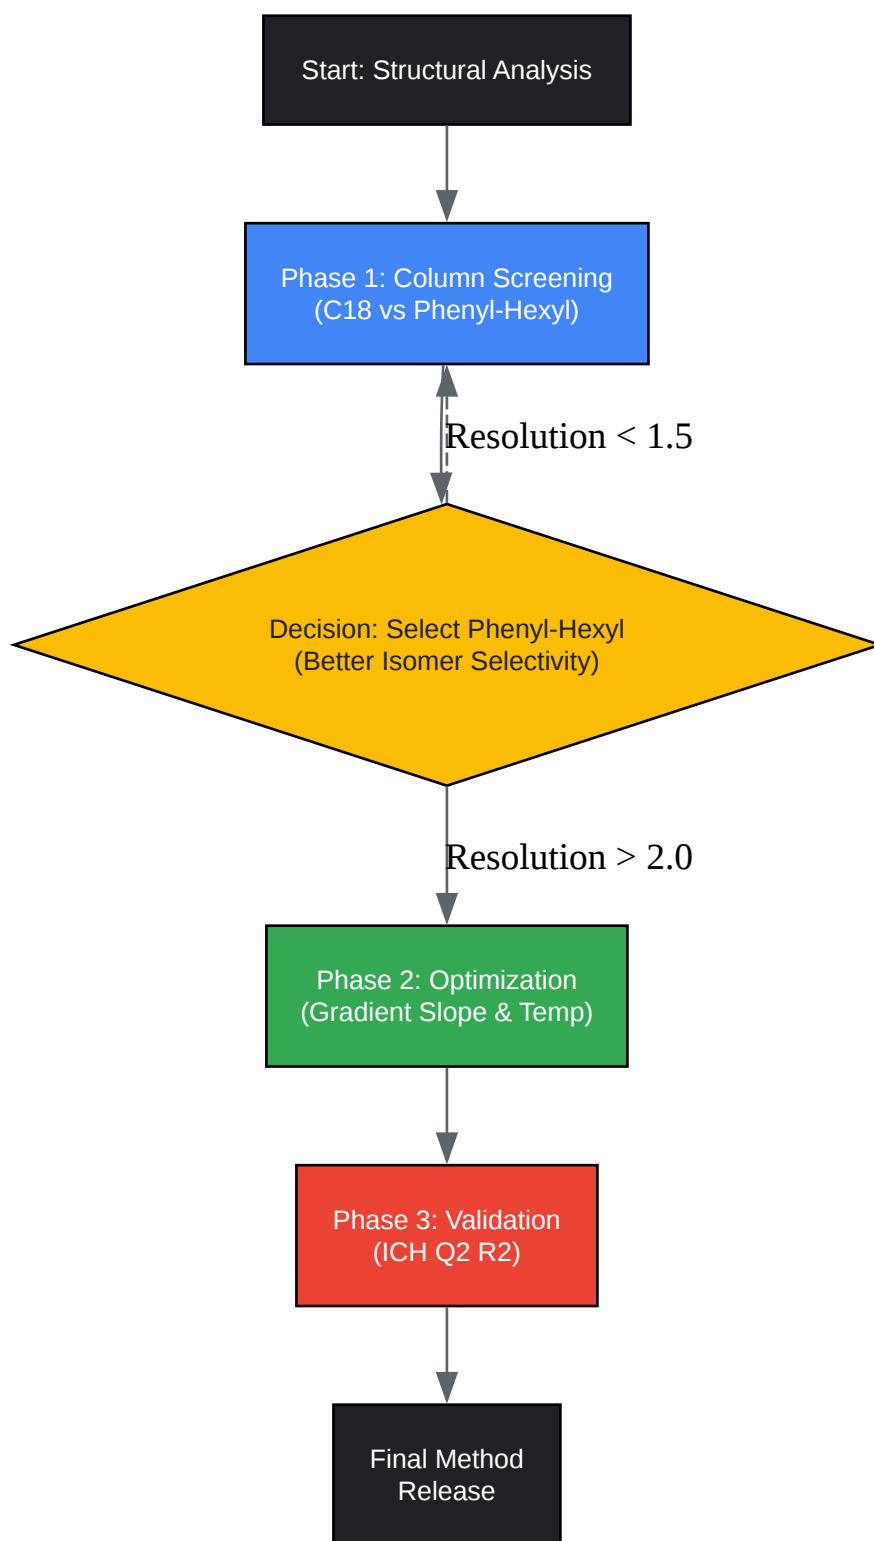 Start: Structural Analysis
Phase 1: Column Screening
(C18 vs Phenyl-Hexyl)
Resolution < 1.5
Decision: Select Phenyl-Hexyl
(Better Isomer Selectivity)
Resolution > 2.0
Phase 2: Optimization
(Gradient Slope & Temp)
Phase 3: Validation
(ICH Q2 R2)
Final Method
Release